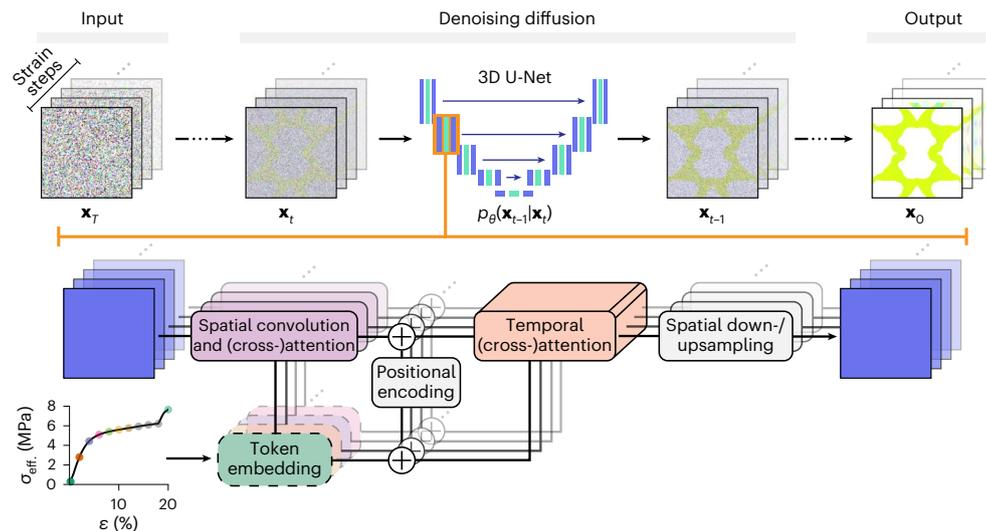 Input
Denoising diffusion
Output
Strain
steps
3D U-Net
x_T
x_t
p_θ(x_{t–1}|x_t)
x_{t–1}
x_0
Spatial convolution
and (cross-)attention
Temporal
(cross-)attention
Spatial down-/
upsampling
Positional
encoding
Token
embedding
σ_eff. (MPa)
8
6
4
2
0
10
20
ε (%)